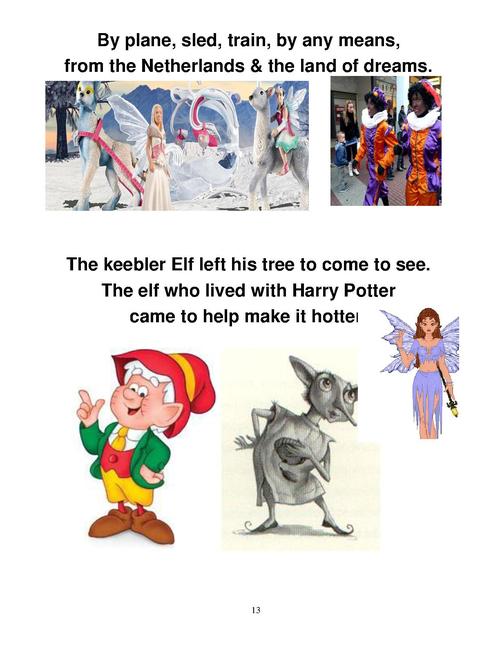 By plane, sled, train, by any means,
from the Netherlands & the land of dreams.
The keebler Elf left his tree to come to see.
The elf who lived with Harry Potter
came to help make it hotter
13